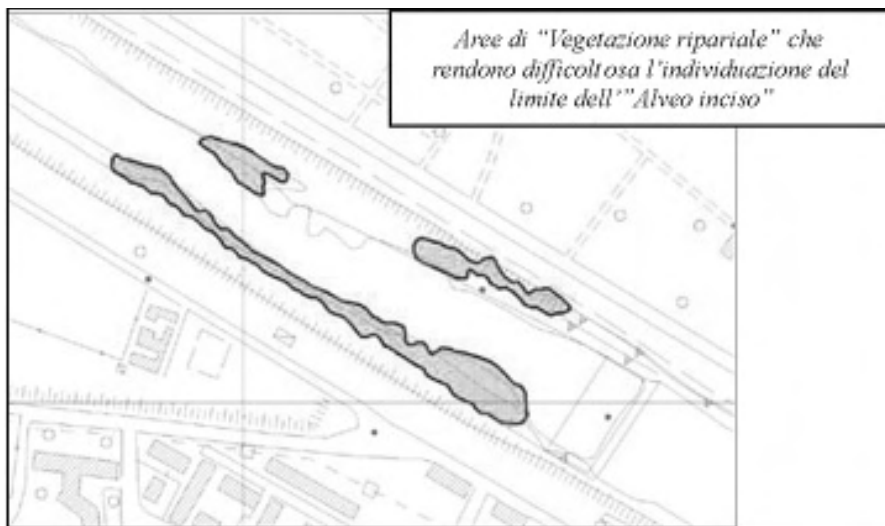 Aree di “Vegetazione ripariale” che
rendono difficoltosa l’individuazione del
limite dell’”Alveo inciso”